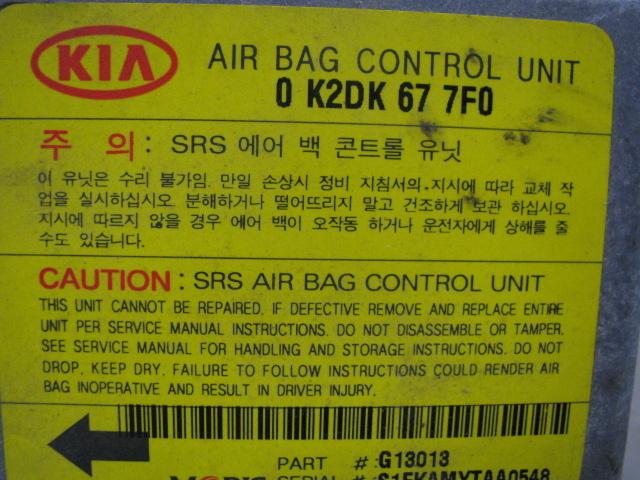 KIA AIR BAG CONTROL UNIT
0 K2DK 67 7F0
주 의 : SRS 에어 백 콘트롤 유닛
이 유닛은 수리 불가임. 만일 손상시 정비 지침서의.지시에 따라 교체 작
업을 실시하십시오. 분해하거나 떨어뜨리지 말고 건조하게 보관 하십시오.
지시에 따르지 않을 경우 에어 백이 오작동 하거나 운전자에게 상해를 줄
수도 있습니다.
CAUTION : SRS AIR BAG CONTROL UNIT
THIS UNIT CANNOT BE REPAIRED. IF DEFECTIVE REMOVE AND REPLACE ENTIRE
UNIT PER SERVICE MANUAL INSTRUCTIONS. DO NOT DISASSEMBLE OR TAMPER.
SEE SERVICE MANUAL FOR HANDLING AND STORAGE INSTRUCTIONS. DO NOT
DROP, KEEP DRY. FAILURE TO FOLLOW INSTRUCTIONS COULD RENDER AIR
BAG INOPERATIVE AND RESULT IN DRIVER INJURY.
PART # : G13013
SERIAL # : S1FKAMYTAA0548